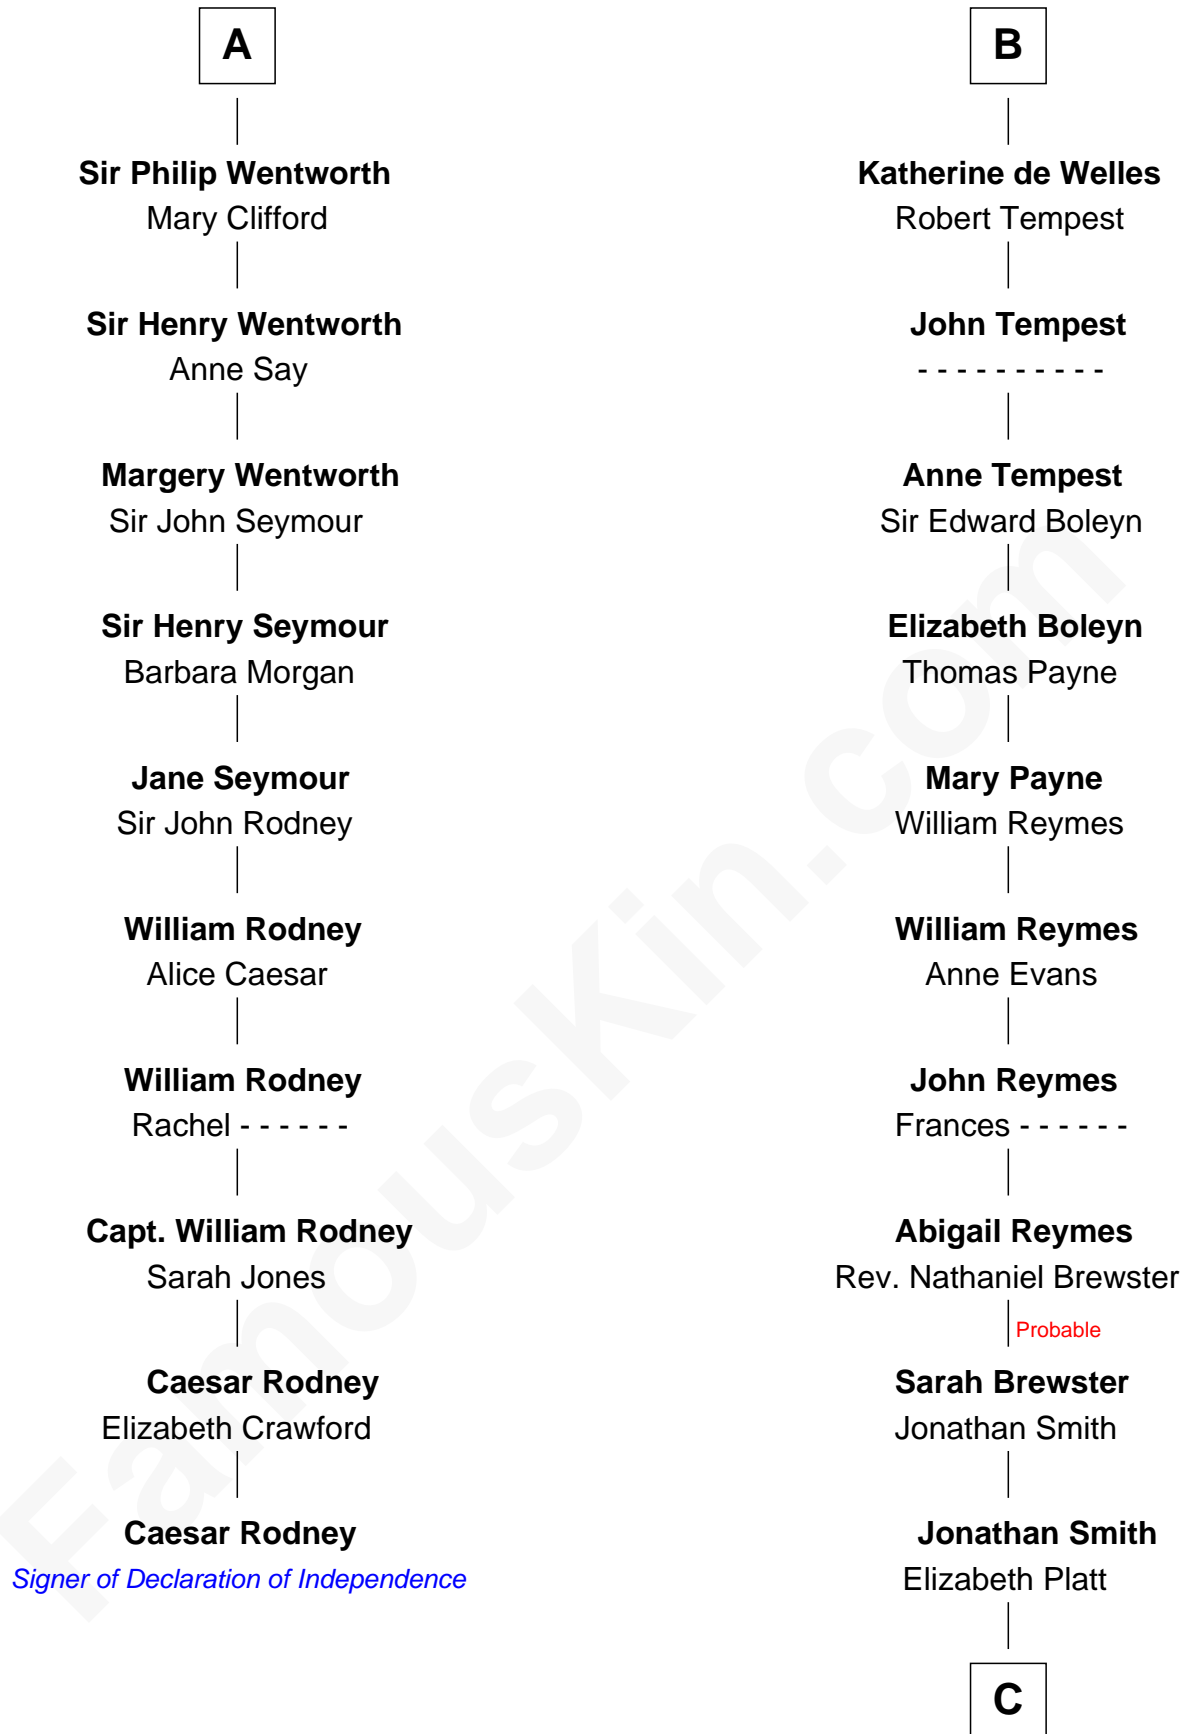 A
Sir Philip Wentworth
Mary Clifford
Sir Henry Wentworth
Anne Say
Margery Wentworth
Sir John Seymour
Sir Henry Seymour
Barbara Morgan
Jane Seymour
Sir John Rodney
William Rodney
Alice Caesar
William Rodney
Rachel - - - - - -
Capt. William Rodney
Sarah Jones
Caesar Rodney
Elizabeth Crawford
Caesar Rodney
Signer of Declaration of Independence
B
Katherine de Welles
Robert Tempest
John Tempest
- - - - - - - - - -
Anne Tempest
Sir Edward Boleyn
Elizabeth Boleyn
Thomas Payne
Mary Payne
William Reymes
William Reymes
Anne Evans
John Reymes
Frances - - - - - -
Abigail Reymes
Rev. Nathaniel Brewster
Probable
Sarah Brewster
Jonathan Smith
Jonathan Smith
Elizabeth Platt
C
FamousKin.com